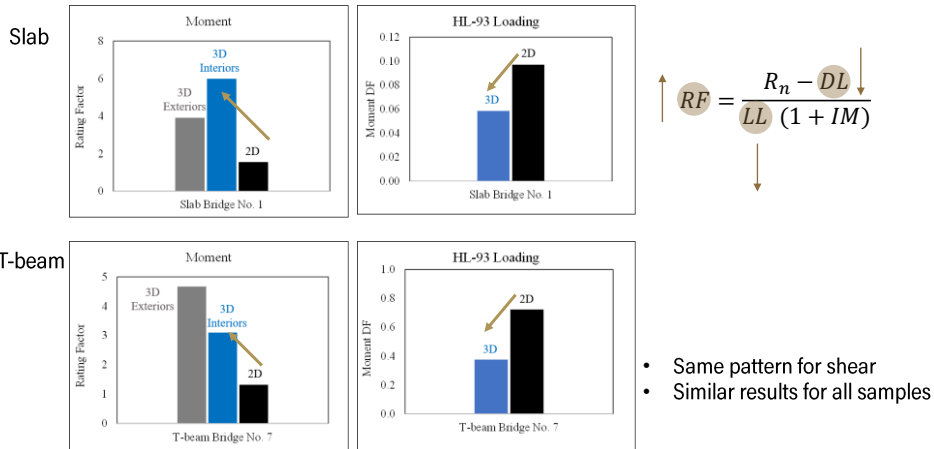 Slab
Moment
Rating Factor
8
6
4
2
0
3D
Exteriors
3D
Interiors
2D
Slab Bridge No. 1
HL-93 Loading
Moment DF
0.12
0.10
0.08
0.06
0.04
0.02
0.00
3D
2D
Slab Bridge No. 1
RF = (Rn − DL) / (LL (1 + IM))
T-beam
Moment
Rating Factor
5
4
3
2
1
0
3D
Exteriors
3D
Interiors
2D
T-beam Bridge No. 7
HL-93 Loading
Moment DF
1.0
0.8
0.6
0.4
0.2
0.0
3D
2D
T-beam Bridge No. 7
• Same pattern for shear
• Similar results for all samples